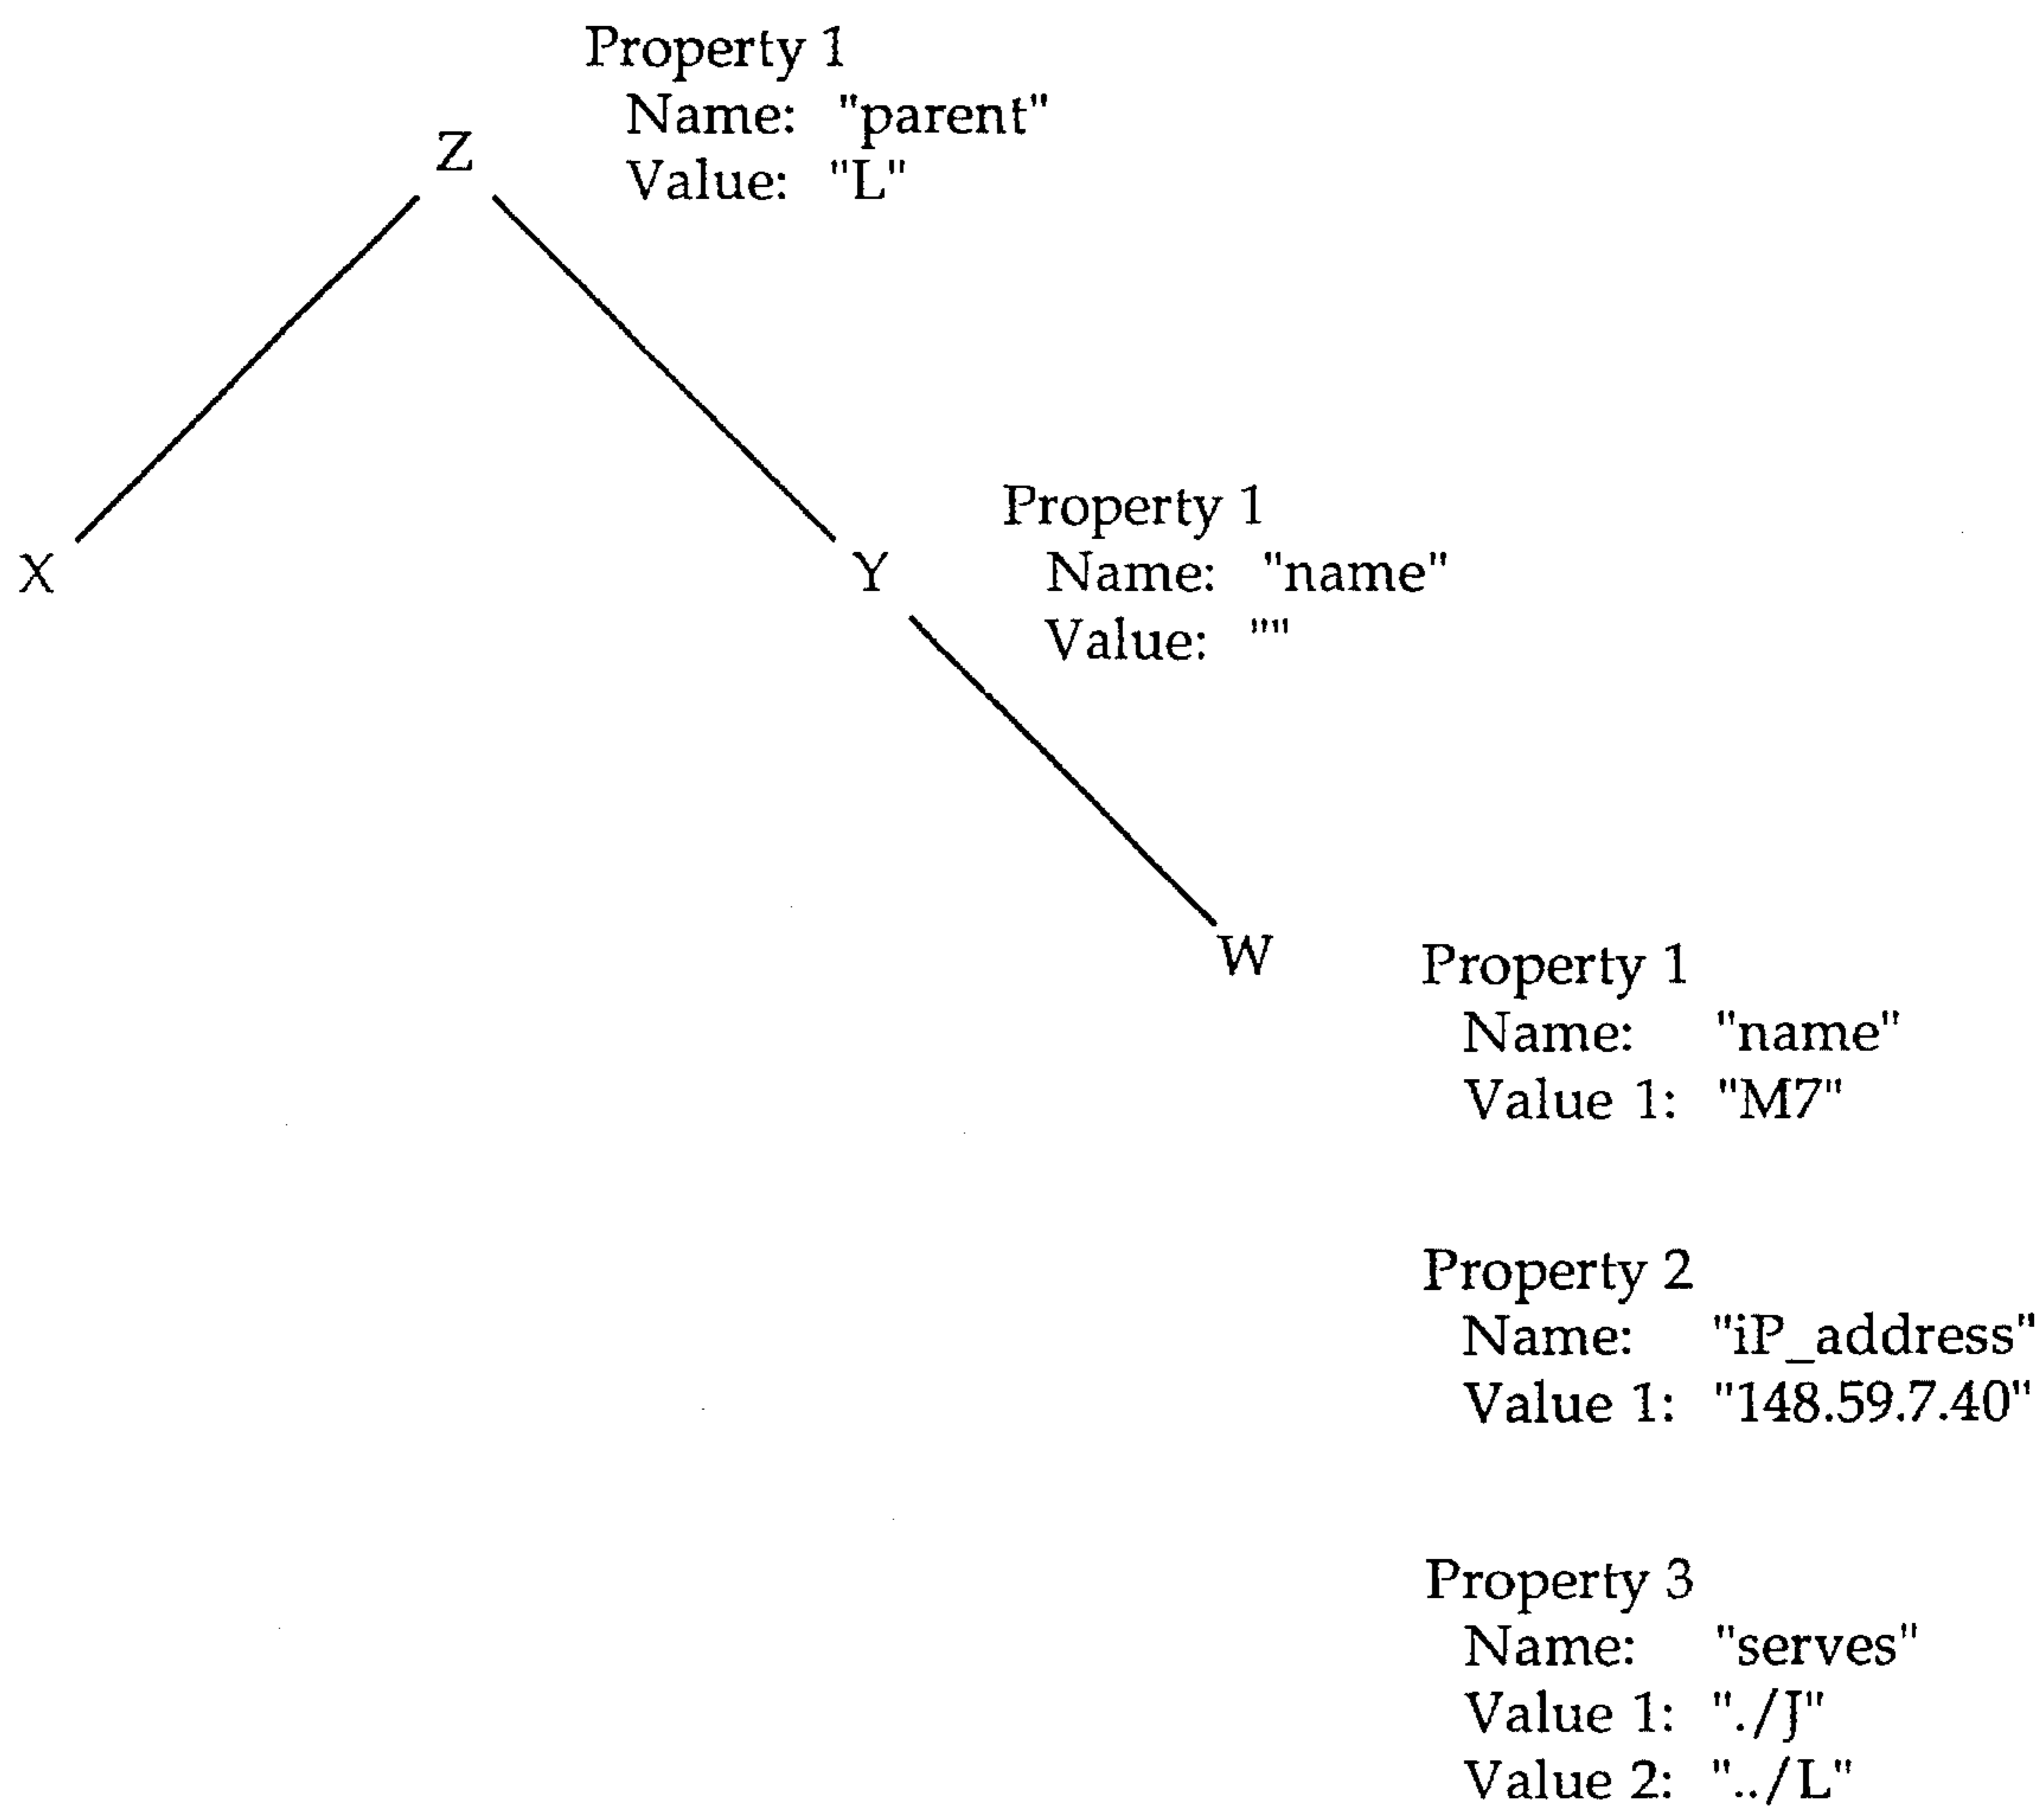 Property 1
Name: "parent"
Z
Value: "L"
X
Y
Property 1
Name: "name"
Value: ""
W
Property 1
Name: "name"
Value 1: "M7"
Property 2
Name: "iP_address"
Value 1: "148.59.7.40"
Property 3
Name: "serves"
Value 1: "./J"
Value 2: "../L"